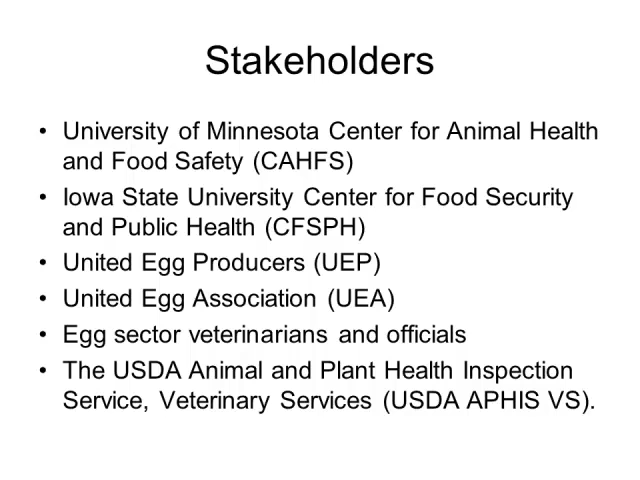 Stakeholders
• University of Minnesota Center for Animal Health
and Food Safety (CAHFS)
• Iowa State University Center for Food Security
and Public Health (CFSPH)
• United Egg Producers (UEP)
• United Egg Association (UEA)
• Egg sector veterinarians and officials
• The USDA Animal and Plant Health Inspection
Service, Veterinary Services (USDA APHIS VS).